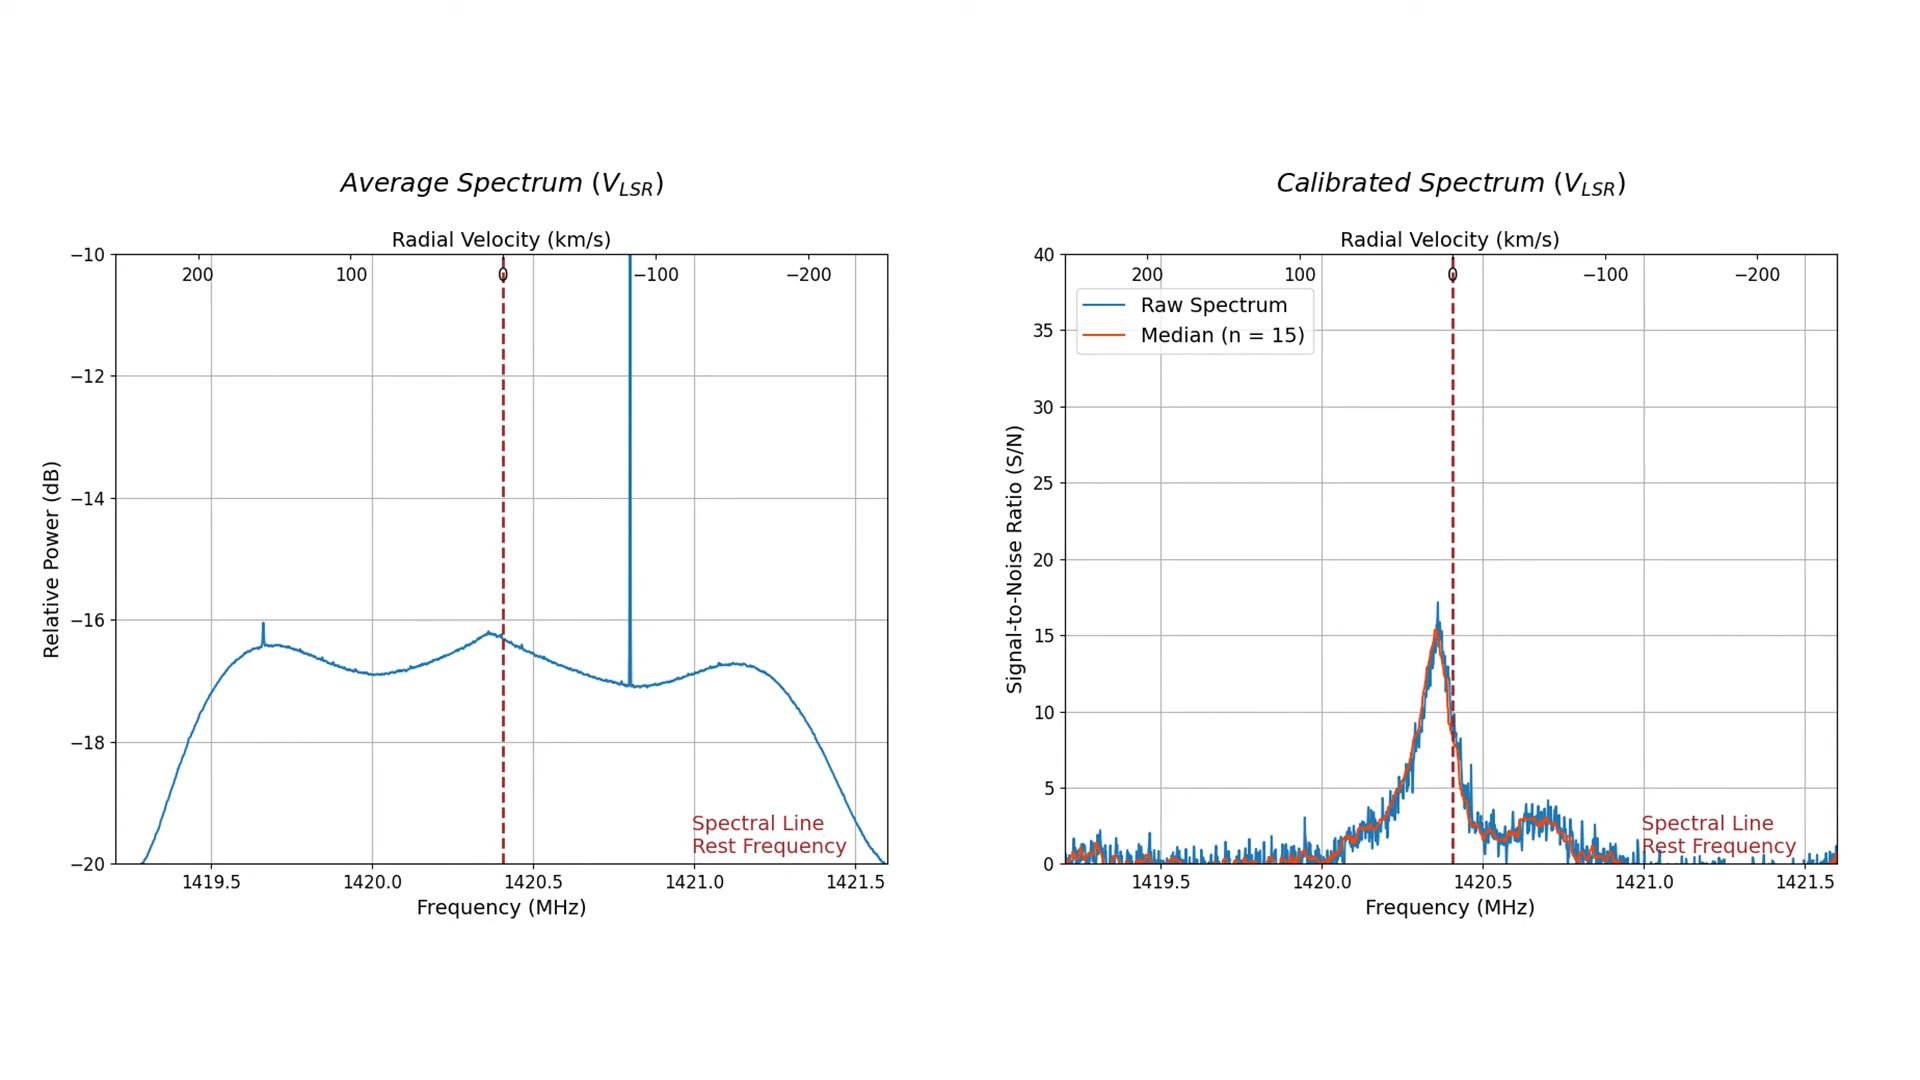 Average Spectrum (V_LSR)
Radial Velocity (km/s)
200 100 0 −100 −200
−10
−12
−14
−16
−18
−20
Relative Power (dB)
Spectral Line
Rest Frequency
1419.5 1420.0 1420.5 1421.0 1421.5
Frequency (MHz)
Calibrated Spectrum (V_LSR)
Radial Velocity (km/s)
200 100 0 −100 −200
Raw Spectrum
Median (n = 15)
40
35
30
25
20
15
10
5
0
Signal-to-Noise Ratio (S/N)
Spectral Line
Rest Frequency
1419.5 1420.0 1420.5 1421.0 1421.5
Frequency (MHz)